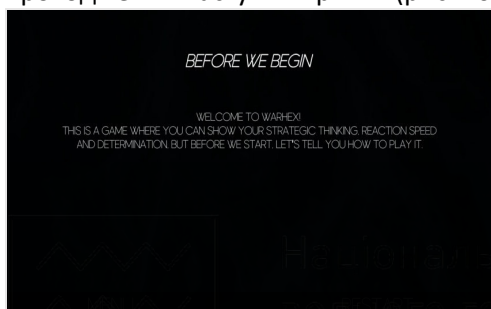 BEFORE WE BEGIN
WELCOME TO WARHEX!
THIS IS A GAME WHERE YOU CAN SHOW YOUR STRATEGIC THINKING, REACTION SPEED
AND DETERMINATION. BUT BEFORE WE START, LET'S TELL YOU HOW TO PLAY IT.